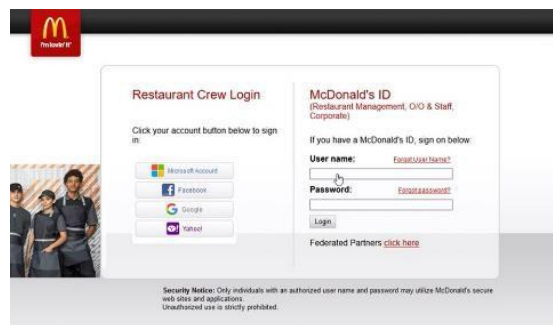 i'm lovin' it
Restaurant Crew Login
Click your account button below to sign
in:
Microsoft Account
Facebook
Google
Yahoo!
McDonald's ID
(Restaurant Management, O/O & Staff,
Corporate)
If you have a McDonald's ID, sign on below:
User name:
Forgot User Name?
Password:
Forgot password?
Login
Federated Partners click here
Security Notice: Only individuals with an authorized user name and password may utilize McDonald's secure
web sites and applications.
Unauthorized use is strictly prohibited.